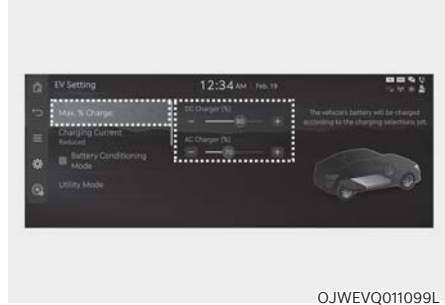 EV Setting
12:34 AM
Feb. 19
Max. % Charge
Charging Current
Reduced
Battery Conditioning
Mode
Utility Mode
DC Charger (%)
AC Charger (%)
The vehicle's battery will be charged
according to the charging selections set.
OJWEVQ011099L